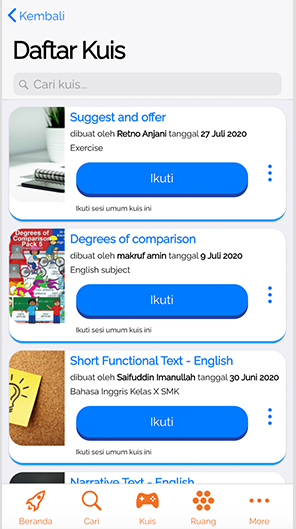 Kembali
Daftar Kuis
Cari kuis...
Suggest and offer
dibuat oleh Retno Anjani tanggal 27 Juli 2020
Exercise
Ikuti
Ikuti sesi umum kuis ini
Degrees of Comparison Pack 5
Degrees of comparison
dibuat oleh makruf amin tanggal 9 Juli 2020
English subject
Ikuti
Ikuti sesi umum kuis ini
Short Functional Text - English
dibuat oleh Saifuddin Imanullah tanggal 30 Juni 2020
Bahasa Inggris Kelas X SMK
Ikuti
Ikuti sesi umum kuis ini
Narrative Text - English
Beranda
Cari
Kuis
Ruang
More